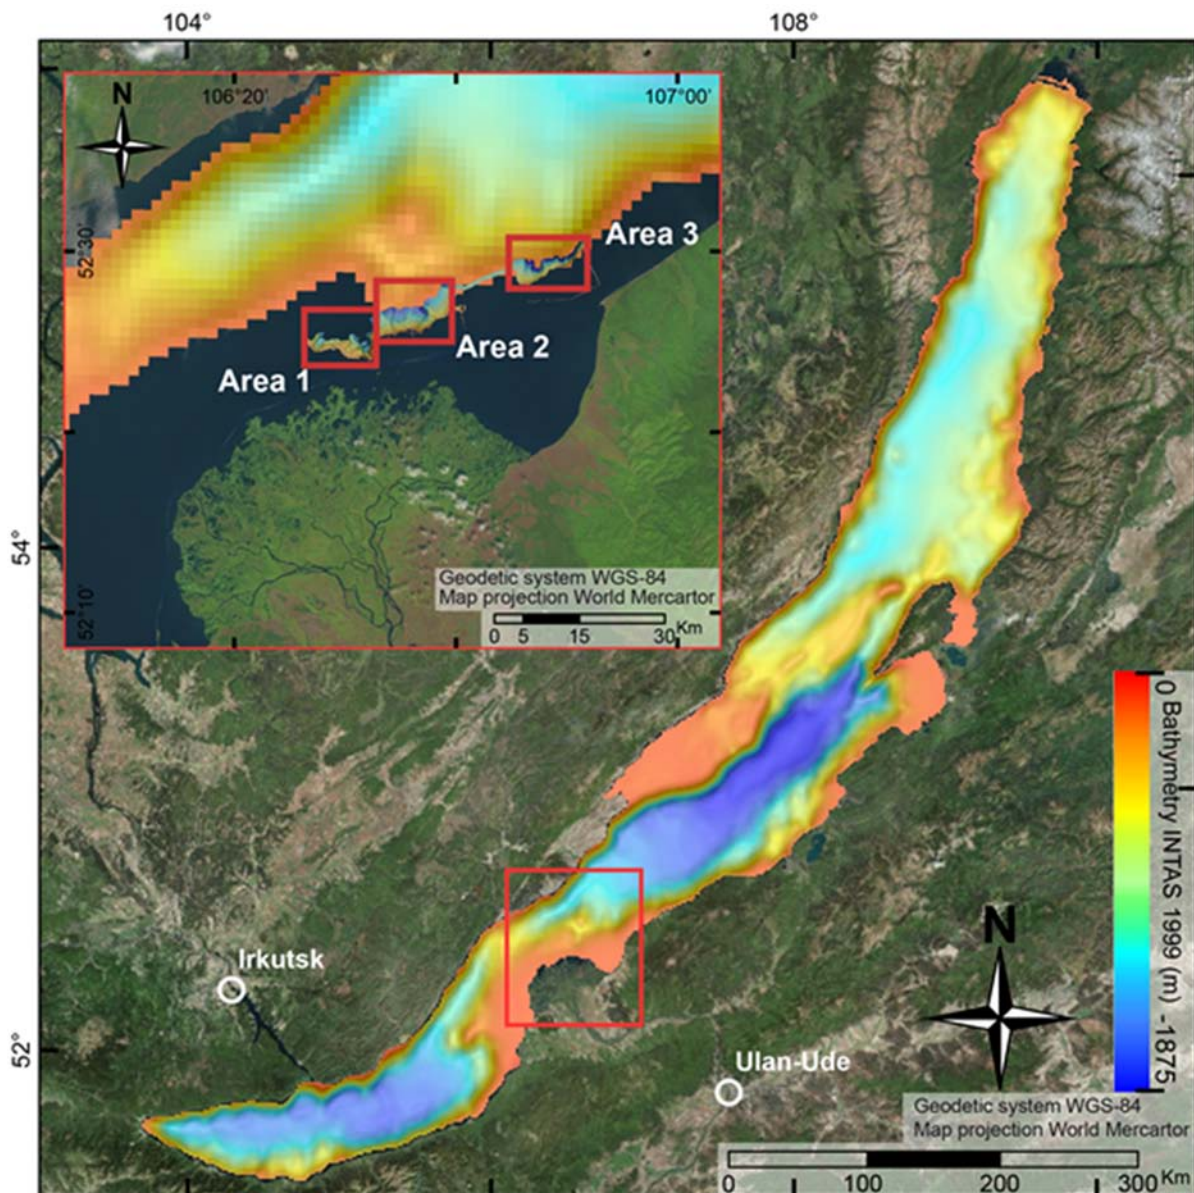 104°
108°
N
106°20'
107°00'
52°30'
Area 3
Area 2
Area 1
54°
Geodetic system WGS-84
Map projection World Mercartor
52°10'
0 5 15 30 Km
0 Bathymetry INTAS 1999 (m) -1875
N
Irkutsk
52°
Ulan-Ude
Geodetic system WGS-84
Map projection World Mercartor
0 100 200 300 Km